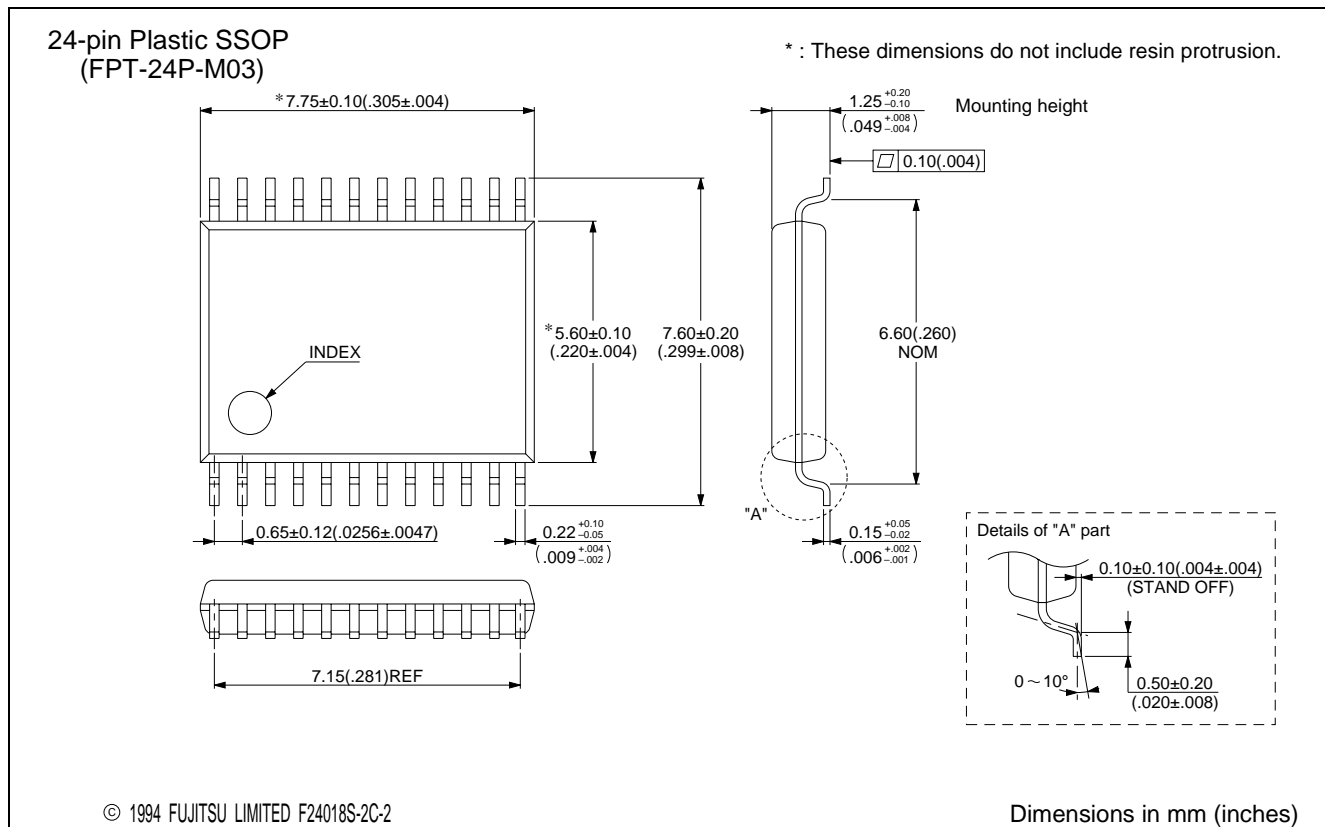 24-pin Plastic SSOP
(FPT-24P-M03)
* : These dimensions do not include resin protrusion.
*7.75±0.10(.305±.004)
1.25 +0.20 –0.10
(.049 +.008 –.004)
Mounting height
0.10(.004)
INDEX
*5.60±0.10
(.220±.004)
7.60±0.20
(.299±.008)
6.60(.260)
NOM
"A"
0.65±0.12(.0256±.0047)
0.22 +0.10 –0.05
(.009 +.004 –.002)
0.15 +0.05 –0.02
(.006 +.002 –.001)
Details of "A" part
0.10±0.10(.004±.004)
(STAND OFF)
0～10°
0.50±0.20
(.020±.008)
7.15(.281)REF
© 1994 FUJITSU LIMITED F24018S-2C-2
Dimensions in mm (inches)